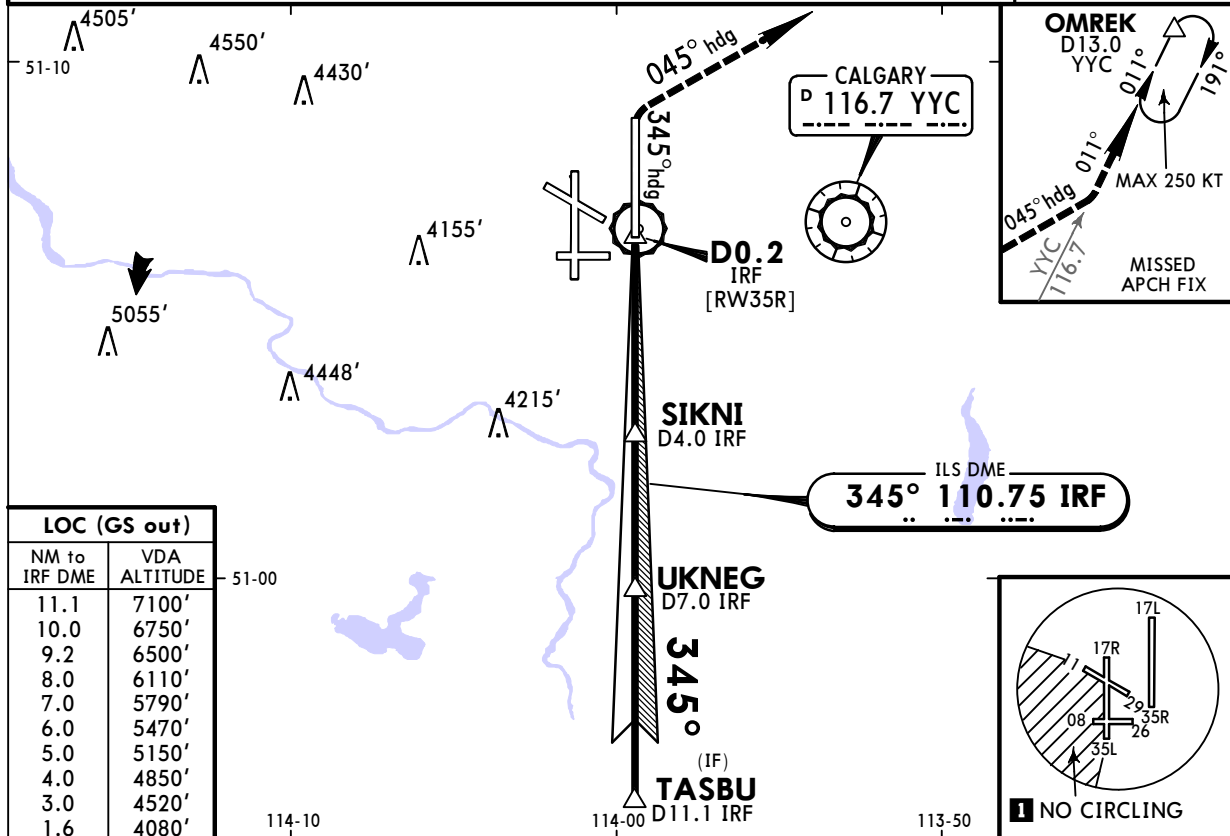 4505'
4550'
4430'
51-10
045° hdg
345° hdg
CALGARY
D 116.7 YYC
OMREK
D13.0
YYC
011°
191°
011°
MAX 250 KT
045° hdg
YYC
116.7
MISSED
APCH FIX
4155'
D0.2
IRF
[RW35R]
5055'
4448'
4215'
SIKNI
D4.0 IRF
ILS DME
345° 110.75 IRF
UKNEG
D7.0 IRF
345°
(IF)
TASBU
D11.1 IRF
LOC (GS out)
NM to IRF DME VDA ALTITUDE
11.1 7100'
10.0 6750'
9.2 6500'
8.0 6110'
7.0 5790'
6.0 5470'
5.0 5150'
4.0 4850'
3.0 4520'
1.6 4080'
51-00
114-10
114-00
113-50
17L
17R
11
29
08
26
35R
35L
1 NO CIRCLING